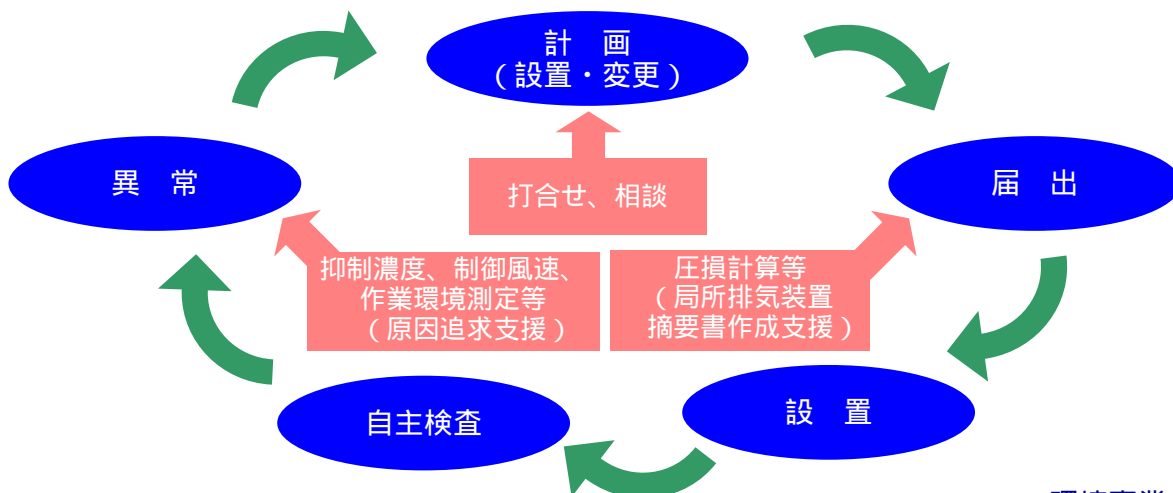 計　画
（設置・変更）
異　常
打合せ、相談
届　出
抑制濃度、制御風速、
作業環境測定等
（原因追求支援）
圧損計算等
（局所排気装置
摘要書作成支援）
自主検査
設　置